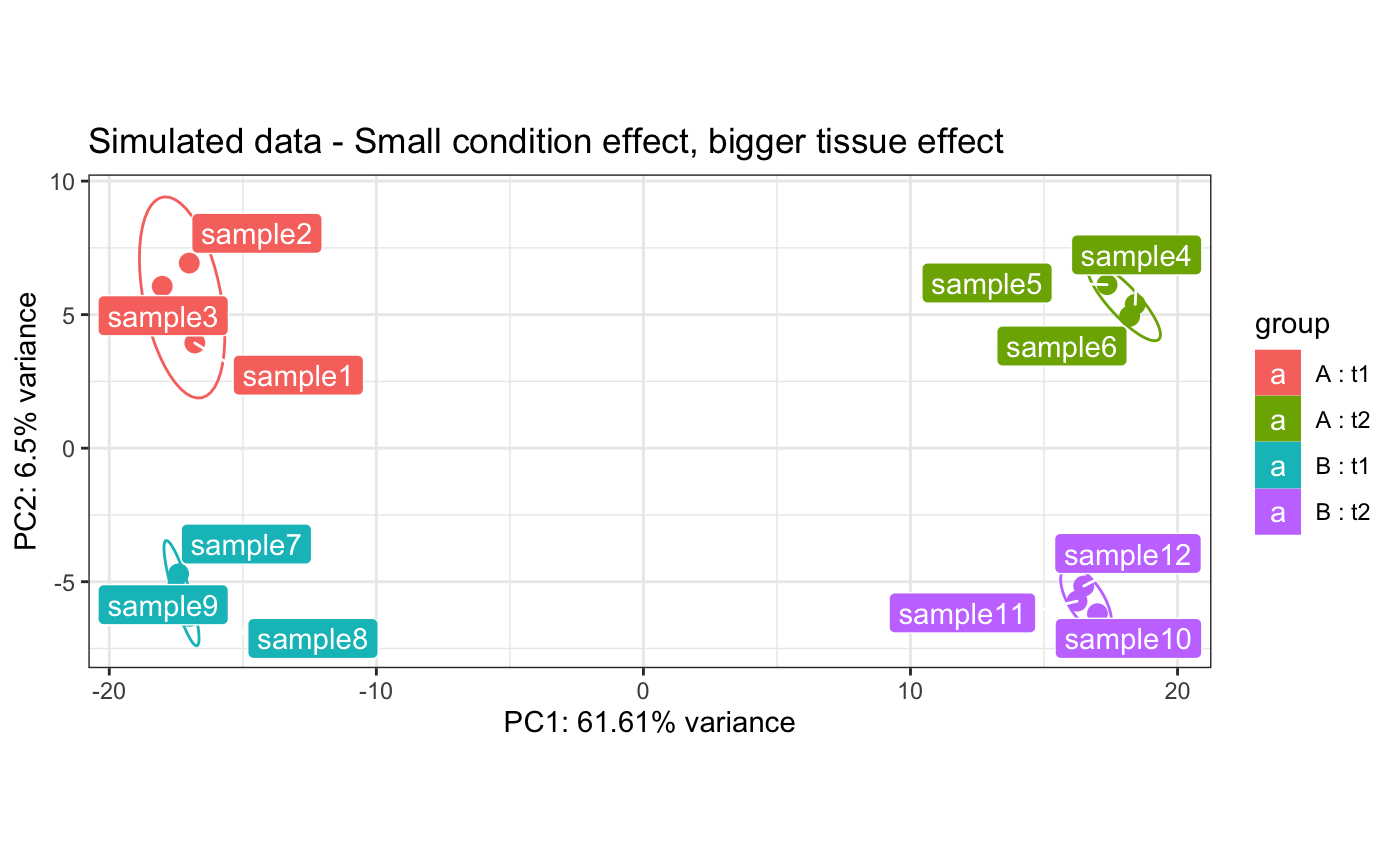 Simulated data - Small condition effect, bigger tissue effect
10
5
0
-5
PC2: 6.5% variance
sample2
sample3
sample1
sample4
sample5
sample6
sample7
sample9
sample8
sample12
sample11
sample10
-20
-10
0
10
20
PC1: 61.61% variance
group
a A : t1
a A : t2
a B : t1
a B : t2